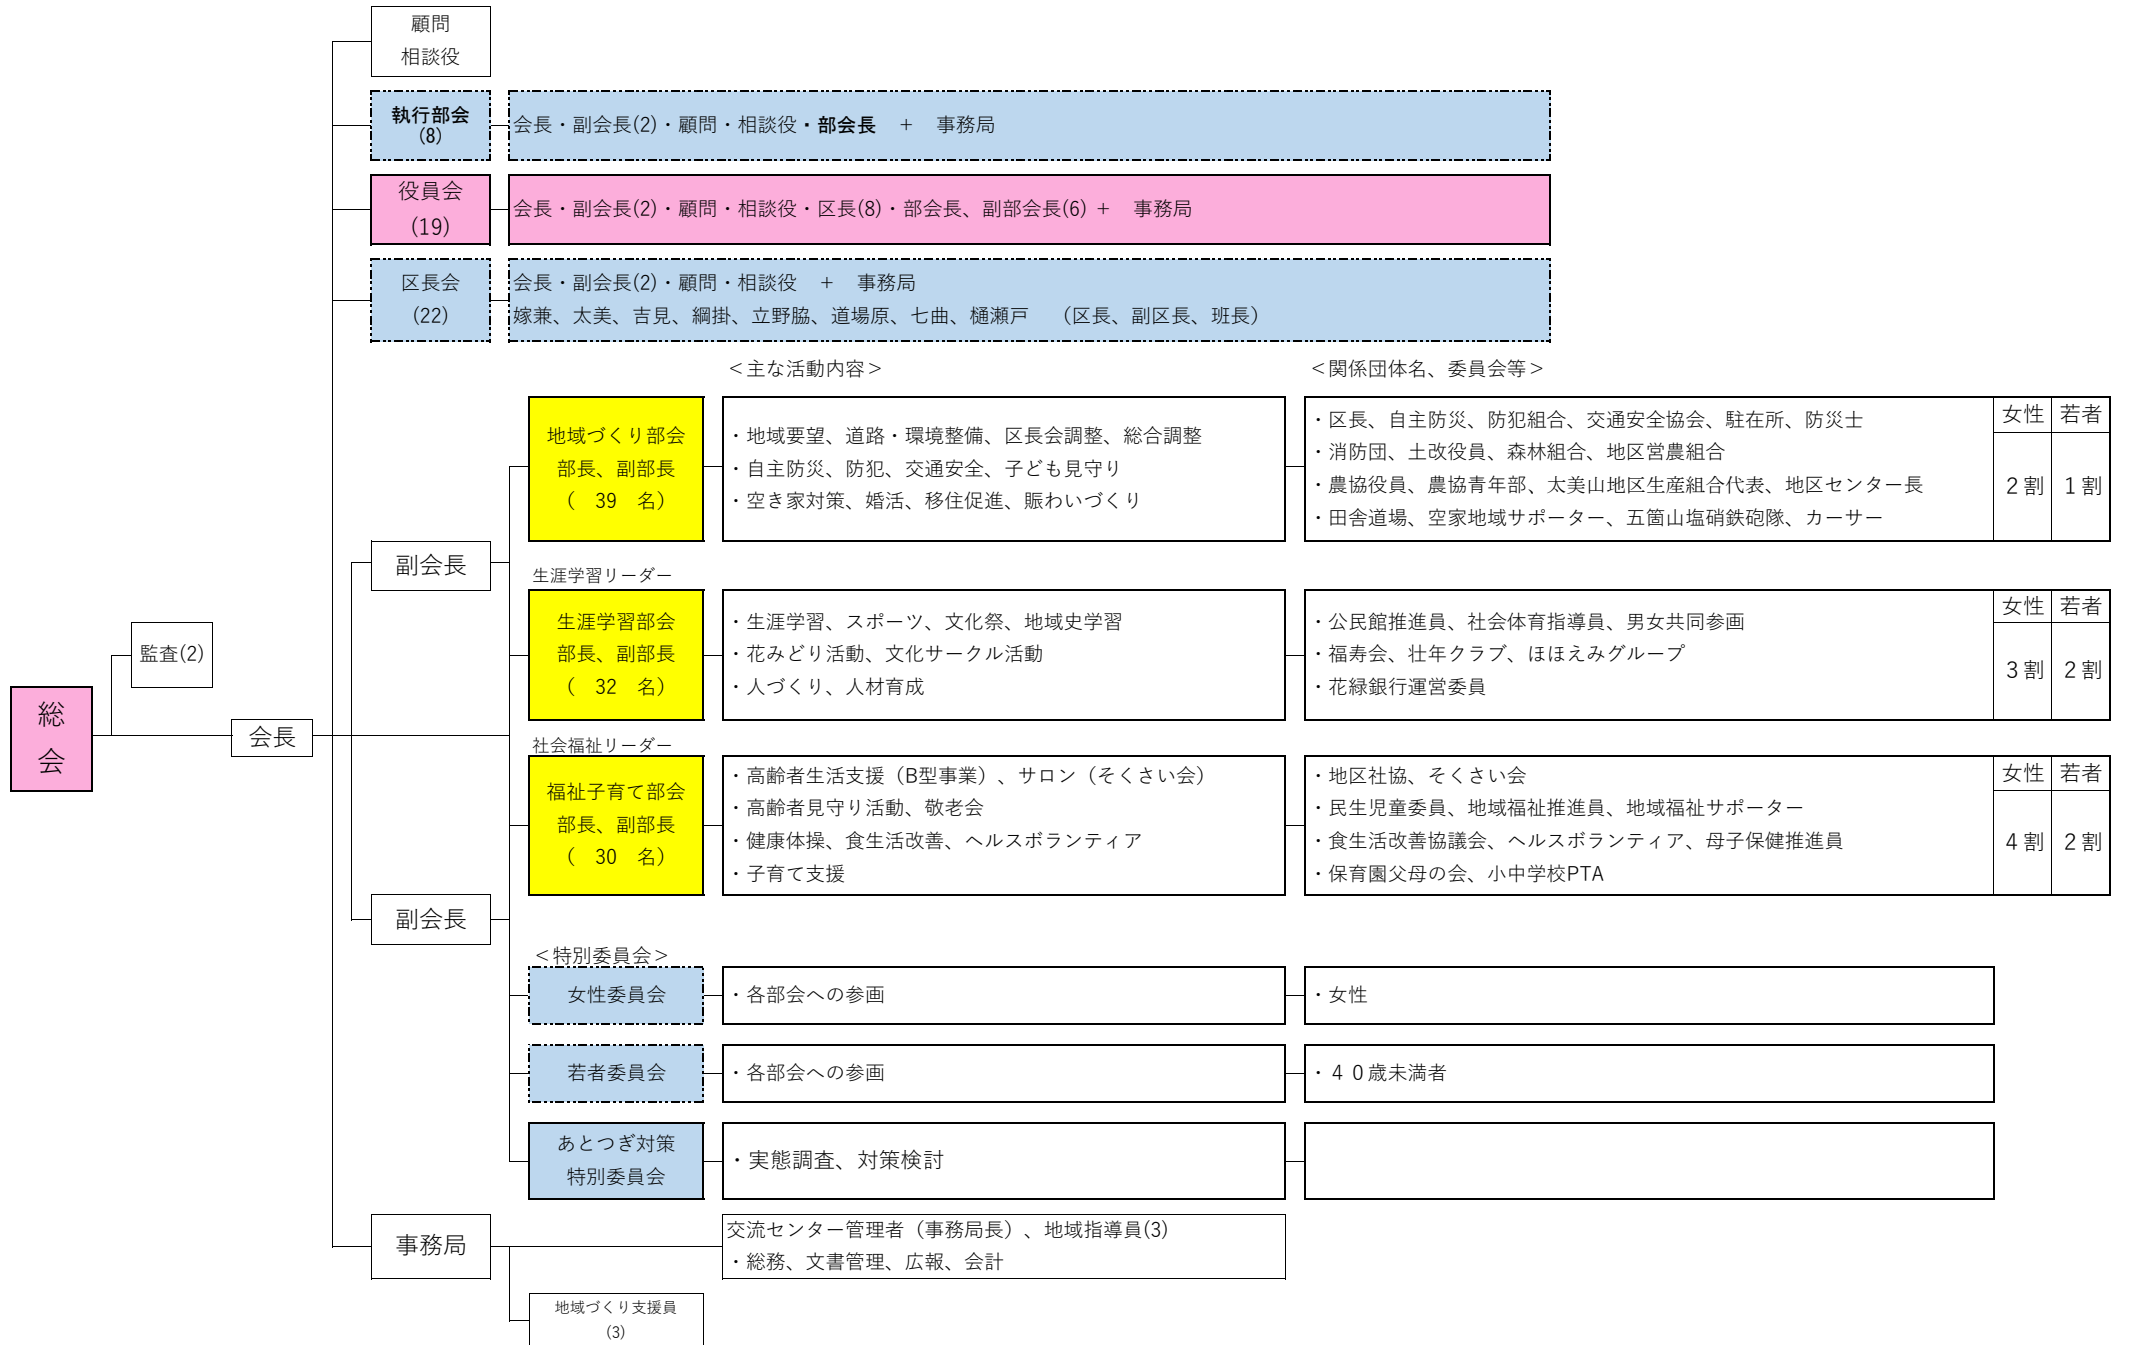 顧問
相談役
執行部会
(8)
会長・副会長(2)・顧問・相談役・部会長　+　事務局
役員会
(19)
会長・副会長(2)・顧問・相談役・区長(8)・部会長、副部会長(6) +　事務局
区長会
(22)
会長・副会長(2)・顧問・相談役　+　事務局
嫁兼、太美、吉見、綱掛、立野脇、道場原、七曲、樋瀬戸　（区長、副区長、班長）
＜主な活動内容＞
＜関係団体名、委員会等＞
地域づくり部会
部長、副部長
（　39　名）
・地域要望、道路・環境整備、区長会調整、総合調整
・自主防災、防犯、交通安全、子ども見守り
・空き家対策、婚活、移住促進、賑わいづくり
・区長、自主防災、防犯組合、交通安全協会、駐在所、防災士
・消防団、土改役員、森林組合、地区営農組合
・農協役員、農協青年部、太美山地区生産組合代表、地区センター長
・田舎道場、空家地域サポーター、五箇山塩硝鉄砲隊、カーサー
女性 若者
２割 １割
副会長
生涯学習リーダー
生涯学習部会
部長、副部長
（　32　名）
・生涯学習、スポーツ、文化祭、地域史学習
・花みどり活動、文化サークル活動
・人づくり、人材育成
・公民館推進員、社会体育指導員、男女共同参画
・福寿会、壮年クラブ、ほほえみグループ
・花緑銀行運営委員
女性 若者
３割 ２割
監査(2)
総
会
会長
社会福祉リーダー
福祉子育て部会
部長、副部長
（　30　名）
・高齢者生活支援（B型事業）、サロン（そくさい会）
・高齢者見守り活動、敬老会
・健康体操、食生活改善、ヘルスボランティア
・子育て支援
・地区社協、そくさい会
・民生児童委員、地域福祉推進員、地域福祉サポーター
・食生活改善協議会、ヘルスボランティア、母子保健推進員
・保育園父母の会、小中学校PTA
女性 若者
４割 ２割
副会長
＜特別委員会＞
女性委員会
・各部会への参画
・女性
若者委員会
・各部会への参画
・４０歳未満者
あとつぎ対策
特別委員会
・実態調査、対策検討
事務局
交流センター管理者（事務局長）、地域指導員(3)
・総務、文書管理、広報、会計
地域づくり支援員
(3)